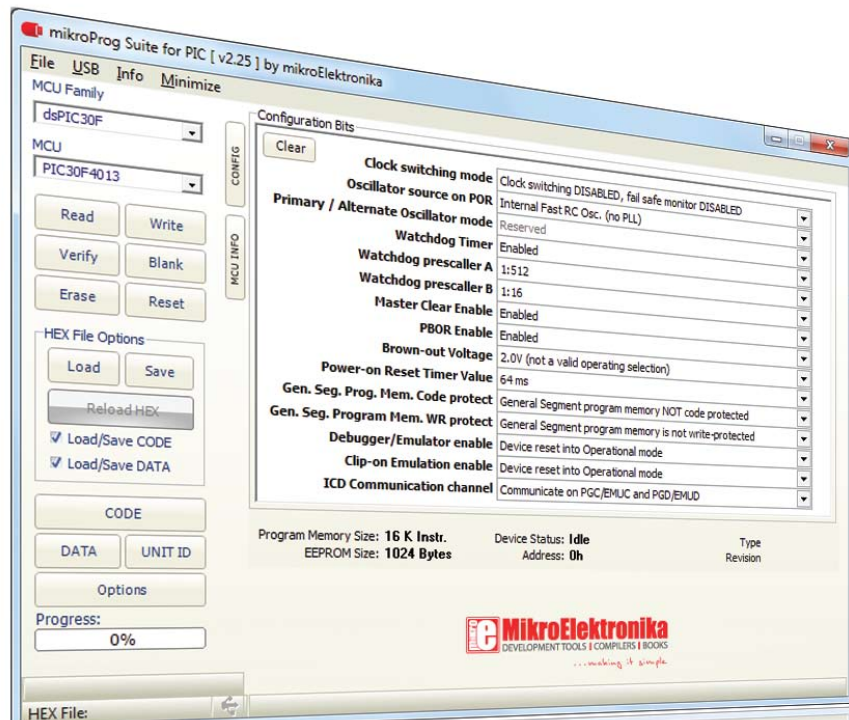 mikroProg Suite for PIC [ v2.25 ] by mikroElektronika
File USB Info Minimize
MCU Family
dsPIC30F
MCU
PIC30F4013
Read Write
Verify Blank
Erase Reset
HEX File Options
Load Save
Reload HEX
Load/Save CODE
Load/Save DATA
CODE
DATA UNIT ID
Options
Progress:
0%
HEX File:
CONFIG
MCU INFO
Configuration Bits
Clear
Clock switching mode Clock switching DISABLED, fail safe monitor DISABLED
Oscillator source on POR Internal Fast RC Osc. (no PLL)
Primary / Alternate Oscillator mode Reserved
Watchdog Timer Enabled
Watchdog prescaller A 1:512
Watchdog prescaller B 1:16
Master Clear Enable Enabled
PBOR Enable Enabled
Brown-out Voltage 2.0V (not a valid operating selection)
Power-on Reset Timer Value 64 ms
Gen. Seg. Prog. Mem. Code protect General Segment program memory NOT code protected
Gen. Seg. Program Mem. WR protect General Segment program memory is not write-protected
Debugger/Emulator enable Device reset into Operational mode
Clip-on Emulation enable Device reset into Operational mode
ICD Communication channel Communicate on PGC/EMUC and PGD/EMUD
Program Memory Size: 16 K Instr. Device Status: Idle Type
EEPROM Size: 1024 Bytes Address: 0h Revision
MikroElektronika
DEVELOPMENT TOOLS | COMPILERS | BOOKS
...making it simple